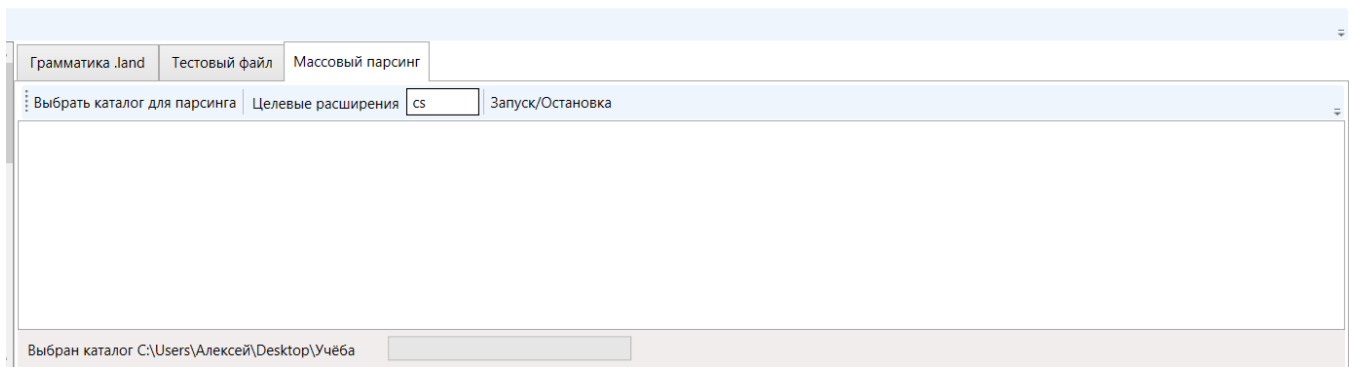 Грамматика .land Тестовый файл Массовый парсинг
Выбрать каталог для парсинга Целевые расширения cs Запуск/Остановка
Выбран каталог C:\Users\Алексей\Desktop\Учёба